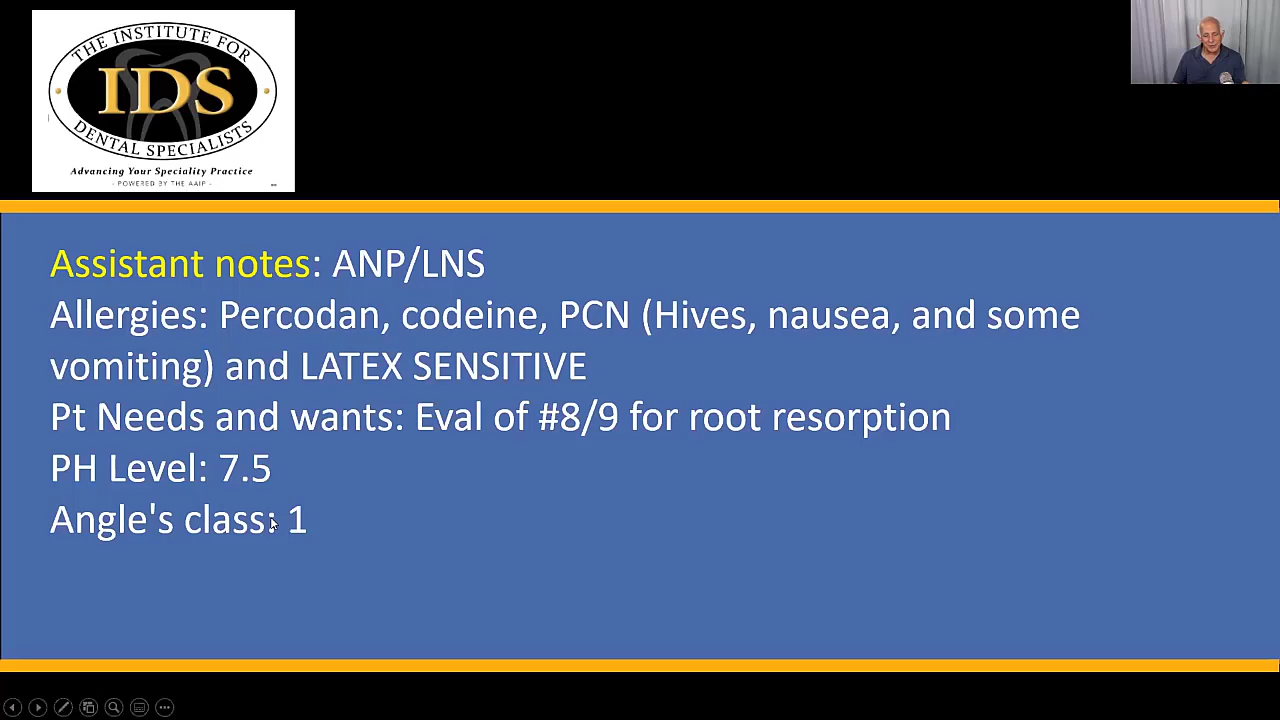 THE INSTITUTE FOR
IDS
DENTAL SPECIALISTS
Advancing Your Speciality Practice
- POWERED BY THE AAIP -
Assistant notes: ANP/LNS
Allergies: Percodan, codeine, PCN (Hives, nausea, and some
vomiting) and LATEX SENSITIVE
Pt Needs and wants: Eval of #8/9 for root resorption
PH Level: 7.5
Angle's class: 1